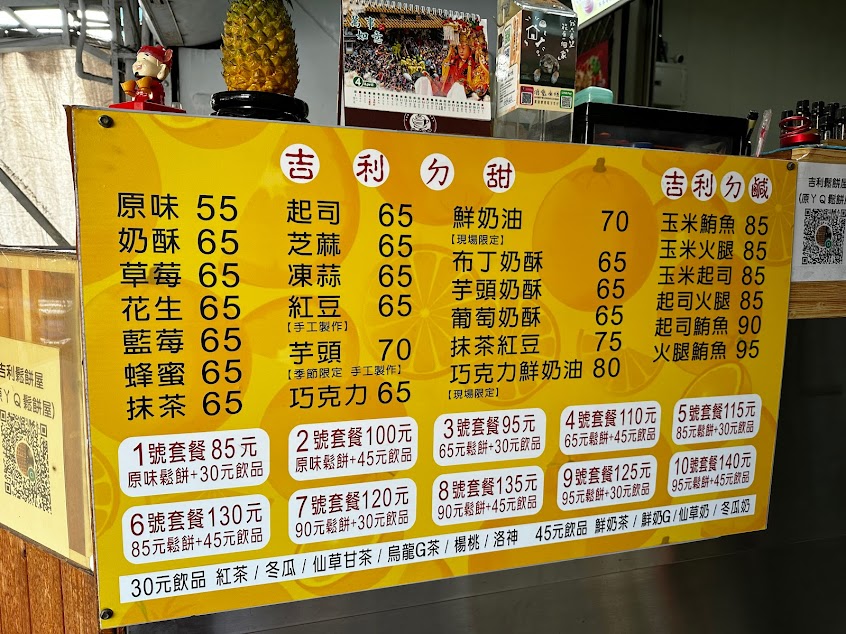 萬事
如意
4
吉利ㄉ甜
原味 55
奶酥 65
草莓 65
花生 65
藍莓 65
蜂蜜 65
抹茶 65
起司 65
芝麻 65
凍蒜 65
紅豆 65
【手工製作】
芋頭 70
【季節限定 手工製作】
巧克力 65
鮮奶油 70
【現場限定】
布丁奶酥 65
芋頭奶酥 65
葡萄奶酥 65
抹茶紅豆 75
巧克力鮮奶油 80
【現場限定】
吉利ㄉ鹹
玉米鮪魚 85
玉米火腿 85
玉米起司 85
起司火腿 85
起司鮪魚 90
火腿鮪魚 95
1號套餐 85元
原味鬆餅+30元飲品
2號套餐 100元
原味鬆餅+45元飲品
3號套餐 95元
65元鬆餅+30元飲品
4號套餐 110元
65元鬆餅+45元飲品
5號套餐 115元
85元鬆餅+30元飲品
6號套餐 130元
85元鬆餅+45元飲品
7號套餐 120元
90元鬆餅+30元飲品
8號套餐 135元
90元鬆餅+45元飲品
9號套餐 125元
95元鬆餅+30元飲品
10號套餐 140元
95元鬆餅+45元飲品
30元飲品 紅茶/冬瓜/仙草甘茶/烏龍G茶/楊桃/洛神 45元飲品 鮮奶茶/鮮奶G/仙草奶/冬瓜奶
吉利鬆餅屋
原ㄚQ鬆餅屋)
吉利鬆餅屋
(原ㄚQ鬆餅